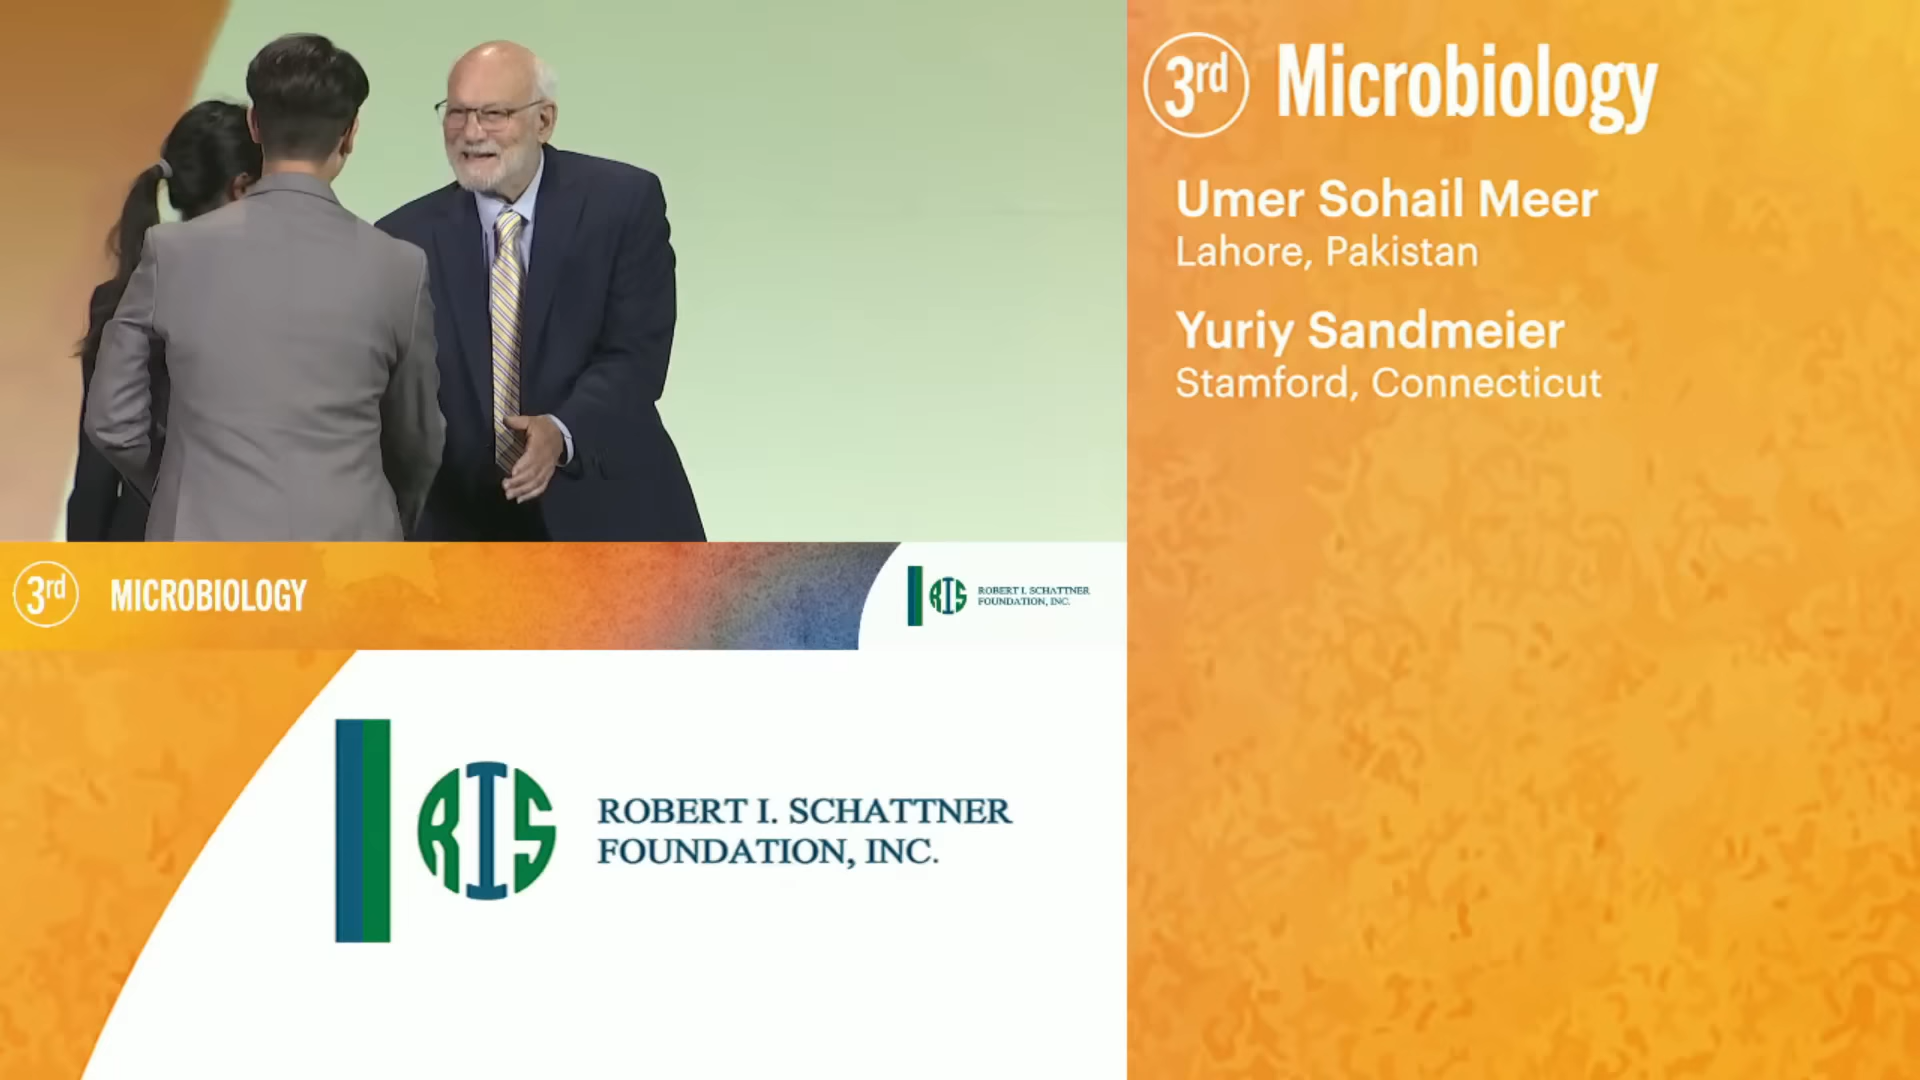 3rd Microbiology
Umer Sohail Meer
Lahore, Pakistan
Yuriy Sandmeier
Stamford, Connecticut
3rd MICROBIOLOGY
RIS
ROBERT I. SCHATTNER
FOUNDATION, INC.
RIS
ROBERT I. SCHATTNER
FOUNDATION, INC.